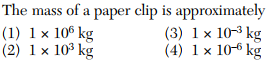 The mass of a paper clip is approximately
(1) 1 × 10⁶ kg (3) 1 × 10⁻³ kg
(2) 1 × 10³ kg (4) 1 × 10⁻⁶ kg